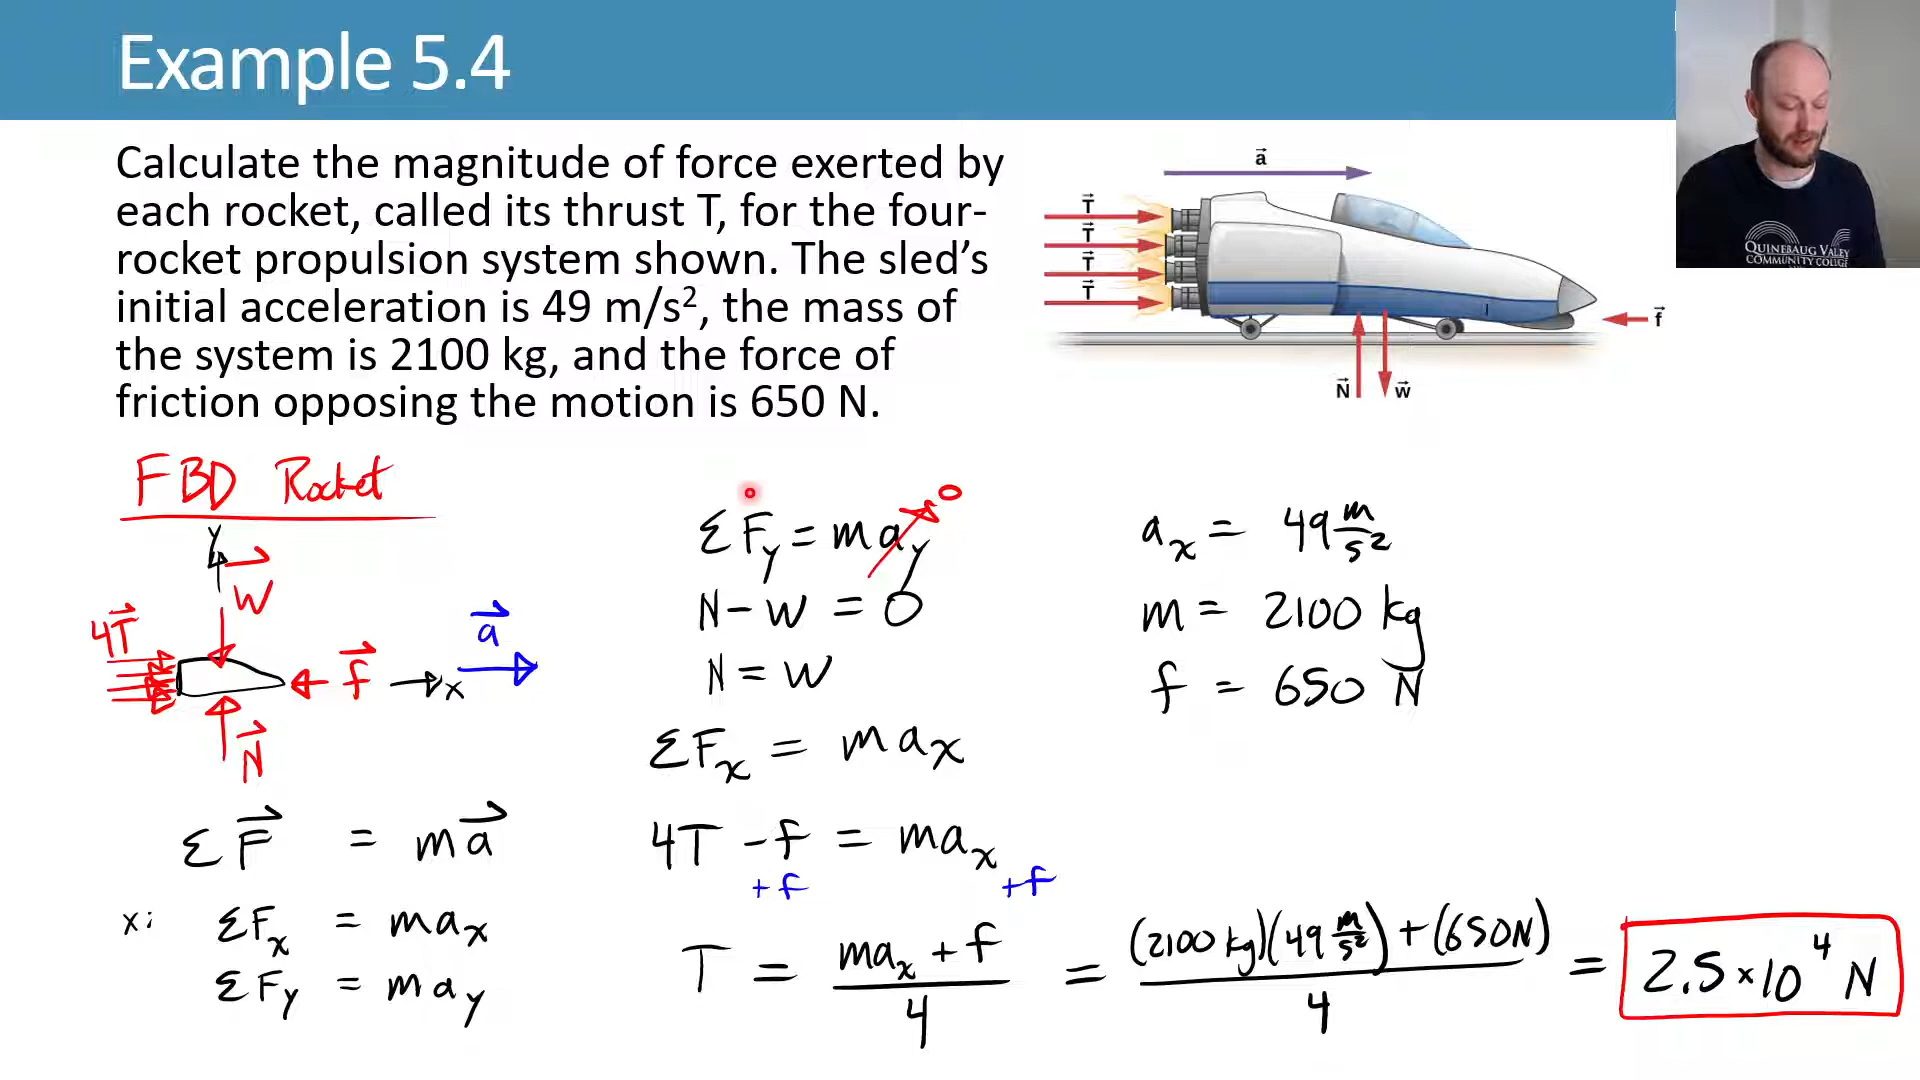 Example 5.4
Calculate the magnitude of force exerted by
each rocket, called its thrust T, for the four-
rocket propulsion system shown. The sled’s
initial acceleration is 49 m/s², the mass of
the system is 2100 kg, and the force of
friction opposing the motion is 650 N.
a⃗
T⃗
T⃗
T⃗
T⃗
f⃗
N⃗
w⃗
QUINEBAUG VALLEY
COMMUNITY COLLEGE
FBD Rocket
y
W⃗
4T⃗
f⃗
x
a⃗
N⃗
ΣF⃗ = ma⃗
x: ΣFx = max
ΣFy = may
ΣFy = may 0
N - W = 0
N = W
ΣFx = max
4T - f = max
+f +f
T = (max + f)/4 = ((2100 kg)(49 m/s²) + (650N))/4 = 2.5×10⁴ N
ax = 49 m/s²
m = 2100 kg
f = 650 N